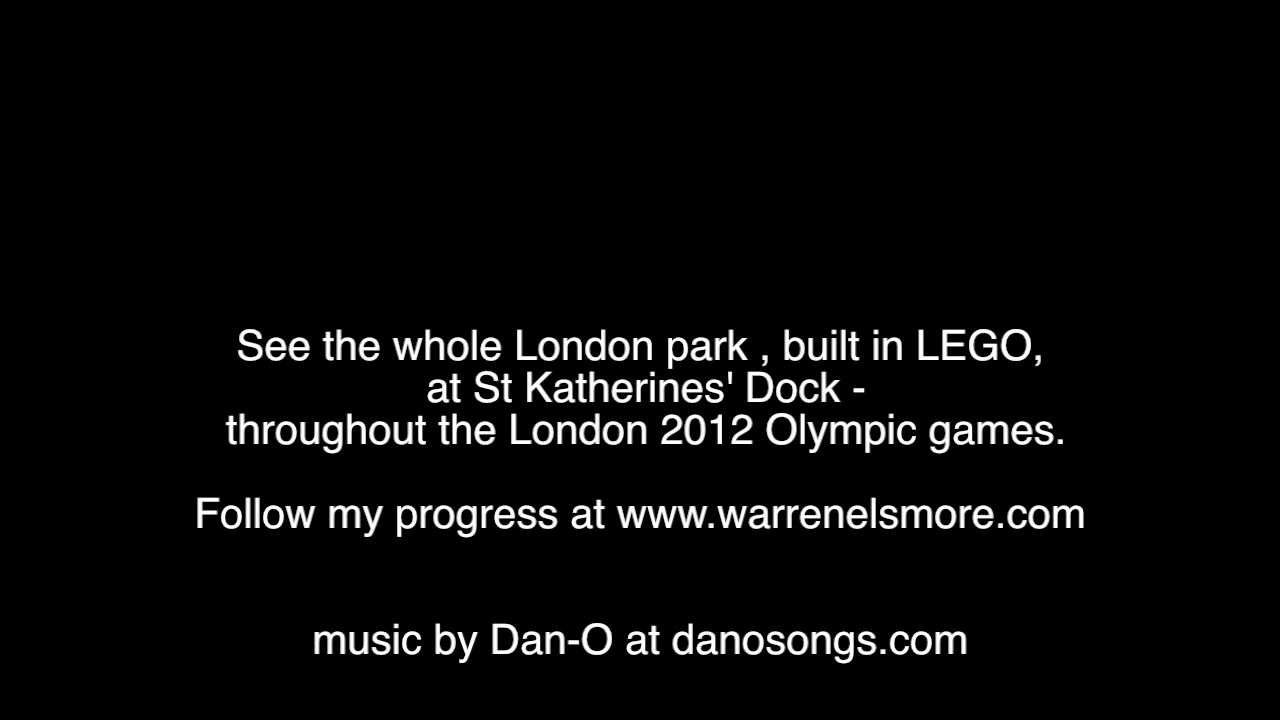 See the whole London park , built in LEGO,
at St Katherines' Dock -
throughout the London 2012 Olympic games.
Follow my progress at www.warrenelsmore.com
music by Dan-O at danosongs.com